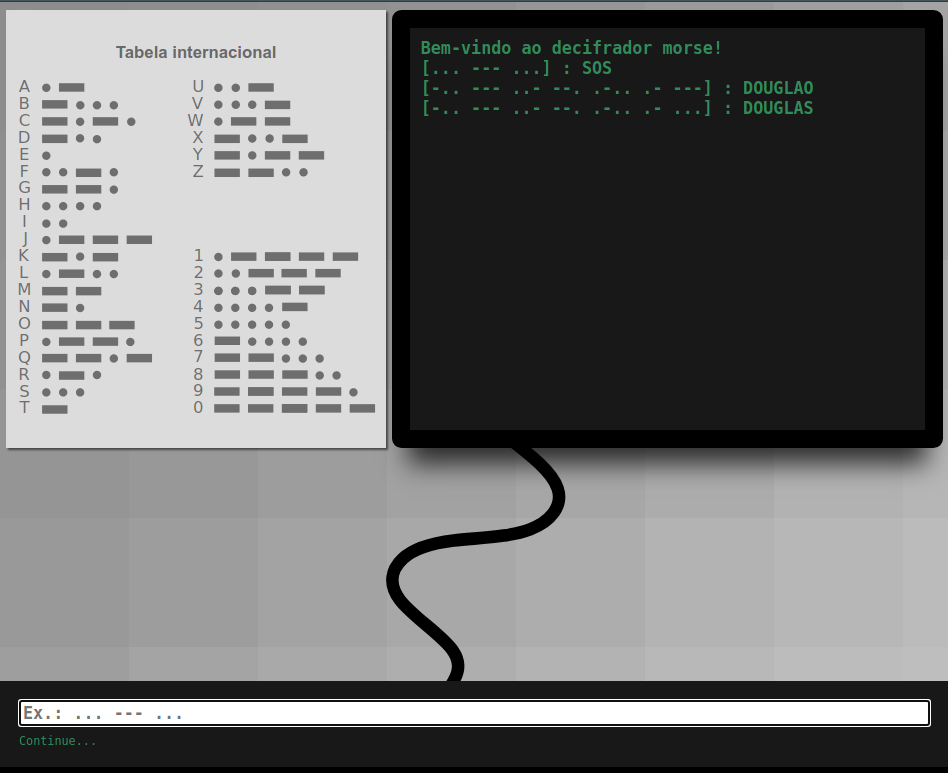 Tabela internacional
A
B
C
D
E
F
G
H
I
J
K
L
M
N
O
P
Q
R
S
T
U
V
W
X
Y
Z
1
2
3
4
5
6
7
8
9
0
Bem-vindo ao decifrador morse!
[... --- ...] : SOS
[-.. --- ..- --. .-.. .- ---] : DOUGLAO
[-.. --- ..- --. .-.. .- ...] : DOUGLAS
Ex.: ... --- ...
Continue...